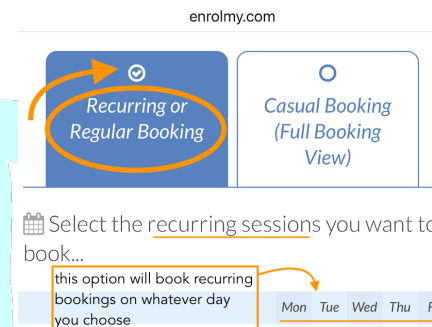 enrolmy.com
Recurring or
Regular Booking
Casual Booking
(Full Booking
View)
Select the recurring sessions you want to
book...
this option will book recurring
bookings on whatever day
you choose
Mon Tue Wed Thu